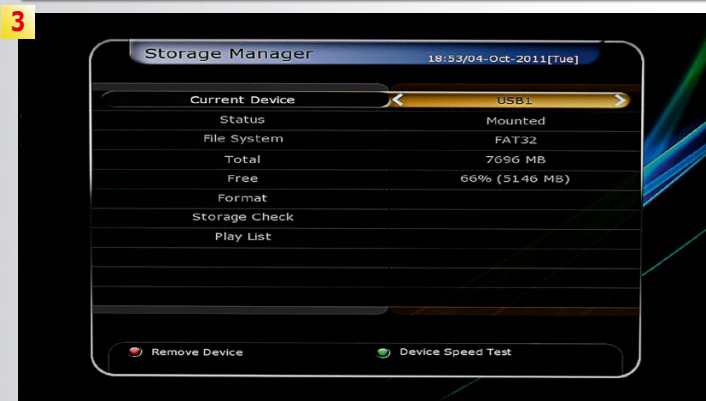 3
Storage Manager 18:53/04-Oct-2011[Tue]
Current Device USB1
Status Mounted
File System FAT32
Total 7696 MB
Free 66% (5146 MB)
Format
Storage Check
Play List
Remove Device Device Speed Test